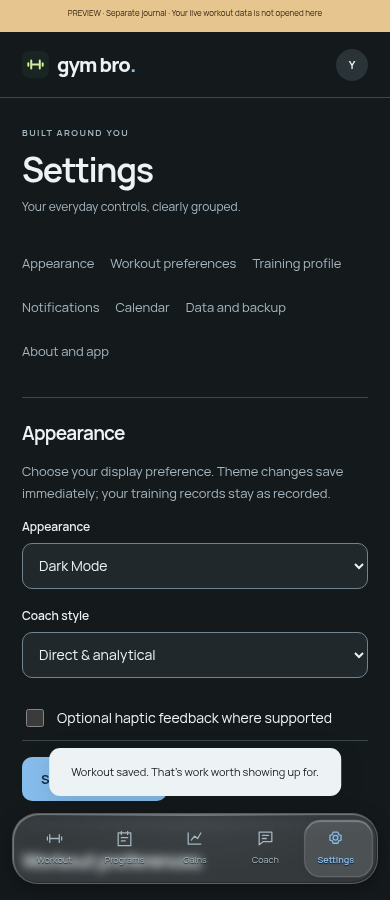 PREVIEW · Separate journal · Your live workout data is not opened here
gym bro.
Y
BUILT AROUND YOU
Settings
Your everyday controls, clearly grouped.
Appearance Workout preferences Training profile
Notifications Calendar Data and backup
About and app
Appearance
Choose your display preference. Theme changes save
immediately; your training records stay as recorded.
Appearance
Dark Mode
Coach style
Direct & analytical
Optional haptic feedback where supported
Workout saved. That's work worth showing up for.
Workout Programs Gains Coach Settings